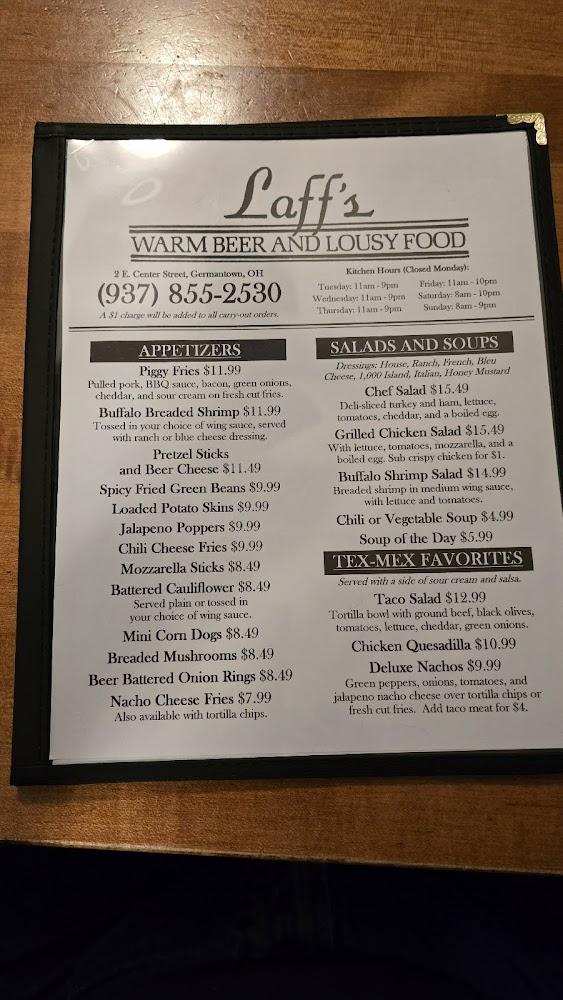 Laff's
WARM BEER AND LOUSY FOOD
2 E. Center Street, Germantown, OH
(937) 855-2530
A $1 charge will be added to all carry-out orders.
Kitchen Hours (Closed Monday):
Tuesday: 11am - 9pm
Wednesday: 11am - 9pm
Thursday: 11am - 9pm
Friday: 11am - 10pm
Saturday: 8am - 10pm
Sunday: 8am - 9pm
APPETIZERS
Piggy Fries $11.99
Pulled pork, BBQ sauce, bacon, green onions,
cheddar, and sour cream on fresh cut fries.
Buffalo Breaded Shrimp $11.99
Tossed in your choice of wing sauce, served
with ranch or blue cheese dressing.
Pretzel Sticks
and Beer Cheese $11.49
Spicy Fried Green Beans $9.99
Loaded Potato Skins $9.99
Jalapeno Poppers $9.99
Chili Cheese Fries $9.99
Mozzarella Sticks $8.49
Battered Cauliflower $8.49
Served plain or tossed in
your choice of wing sauce.
Mini Corn Dogs $8.49
Breaded Mushrooms $8.49
Beer Battered Onion Rings $8.49
Nacho Cheese Fries $7.99
Also available with tortilla chips.
SALADS AND SOUPS
Dressings: House, Ranch, French, Bleu
Cheese, 1,000 Island, Italian, Honey Mustard
Chef Salad $15.49
Deli-sliced turkey and ham, lettuce,
tomatoes, cheddar, and a boiled egg.
Grilled Chicken Salad $15.49
With lettuce, tomatoes, mozzarella, and a
boiled egg. Sub crispy chicken for $1.
Buffalo Shrimp Salad $14.99
Breaded shrimp in medium wing sauce,
with lettuce and tomatoes.
Chili or Vegetable Soup $4.99
Soup of the Day $5.99
TEX-MEX FAVORITES
Served with a side of sour cream and salsa.
Taco Salad $12.99
Tortilla bowl with ground beef, black olives,
tomatoes, lettuce, cheddar, green onions.
Chicken Quesadilla $10.99
Deluxe Nachos $9.99
Green peppers, onions, tomatoes, and
jalapeno nacho cheese over tortilla chips or
fresh cut fries. Add taco meat for $4.